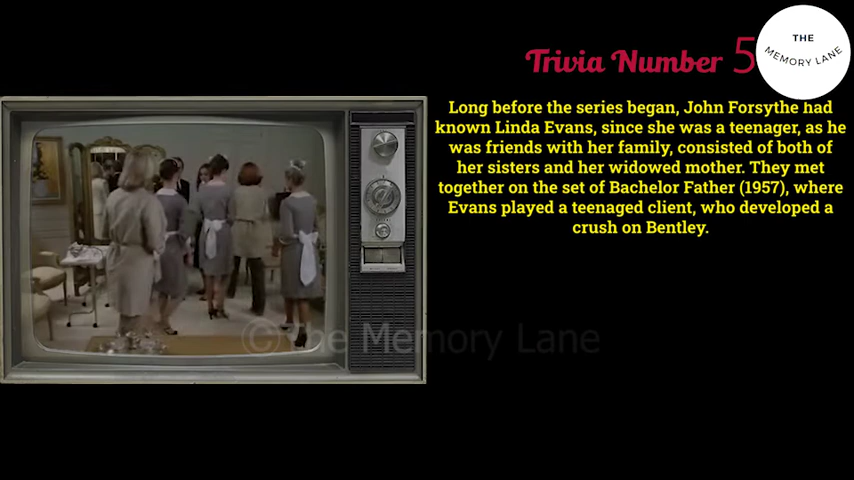 Trivia Number 5
THE
MEMORY LANE
Long before the series began, John Forsythe had
known Linda Evans, since she was a teenager, as he
was friends with her family, consisted of both of
her sisters and her widowed mother. They met
together on the set of Bachelor Father (1957), where
Evans played a teenaged client, who developed a
crush on Bentley.
©The Memory Lane